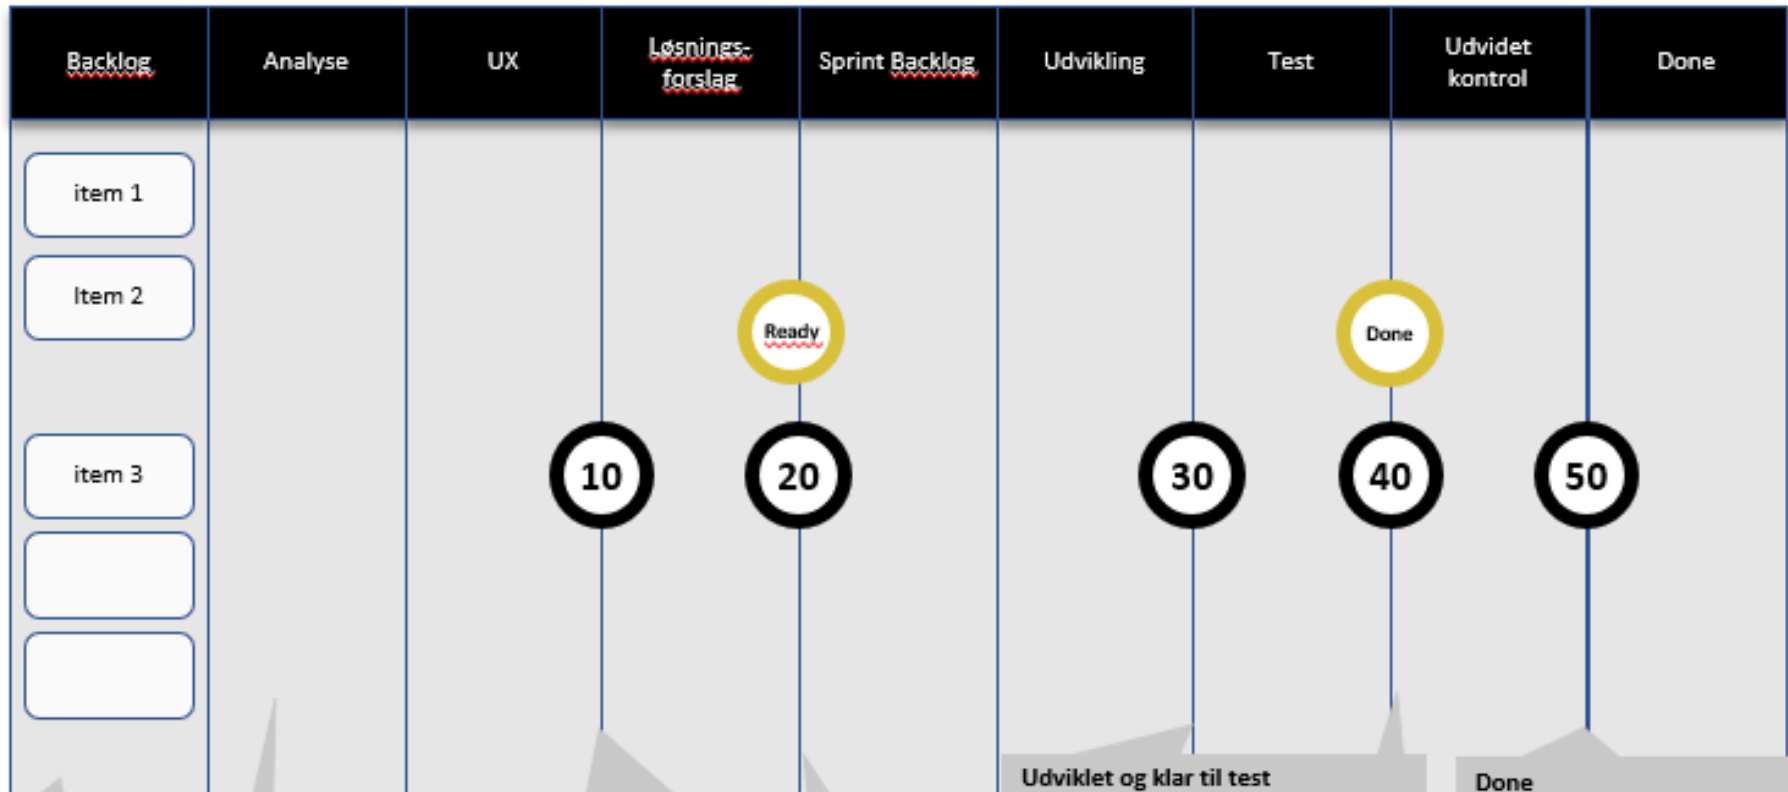 Backlog
Analyse
UX
Løsnings-
forslag
Sprint Backlog
Udvikling
Test
Udvidet
kontrol
Done
item 1
Item 2
Ready
Done
item 3
10
20
30
40
50
Udviklet og klar til test
Done